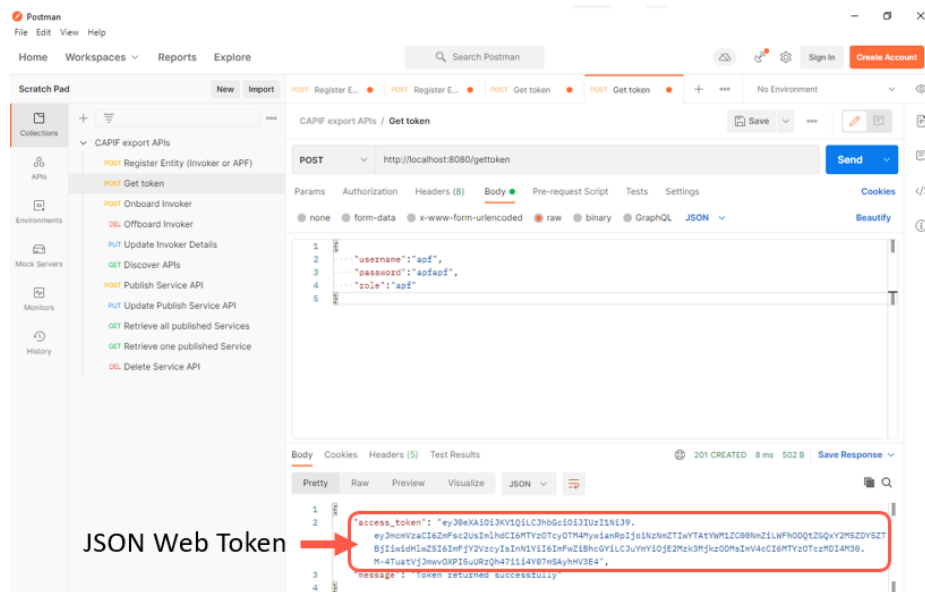 Postman
File Edit View Help
Home Workspaces Reports Explore
Search Postman
Sign In
Create Account
Scratch Pad
New Import
POST Register E...
POST Register E...
POST Get token
POST Get token
No Environment
Collections
APIs
Environments
Mock Servers
Monitors
History
CAPIF export APIs
POST Register Entity (Invoker or APF)
POST Get token
POST Onboard Invoker
DEL Offboard Invoker
PUT Update Invoker Details
GET Discover APIs
POST Publish Service API
PUT Update Publish Service API
GET Retrieve all published Services
GET Retrieve one published Service
DEL Delete Service API
CAPIF export APIs / Get token
Save
POST http://localhost:8080/gettoken
Send
Params Authorization Headers (8) Body Pre-request Script Tests Settings
Cookies
none form-data x-www-form-urlencoded raw binary GraphQL JSON
Beautify
1 {
2 "username":"apf",
3 "password":"apfapf",
4 "role":"apf"
5 }
Body Cookies Headers (5) Test Results
201 CREATED 8 ms 502 B Save Response
Pretty Raw Preview Visualize JSON
1 {
2 "access_token":
3 "message": "Token returned successfully"
4
JSON Web Token